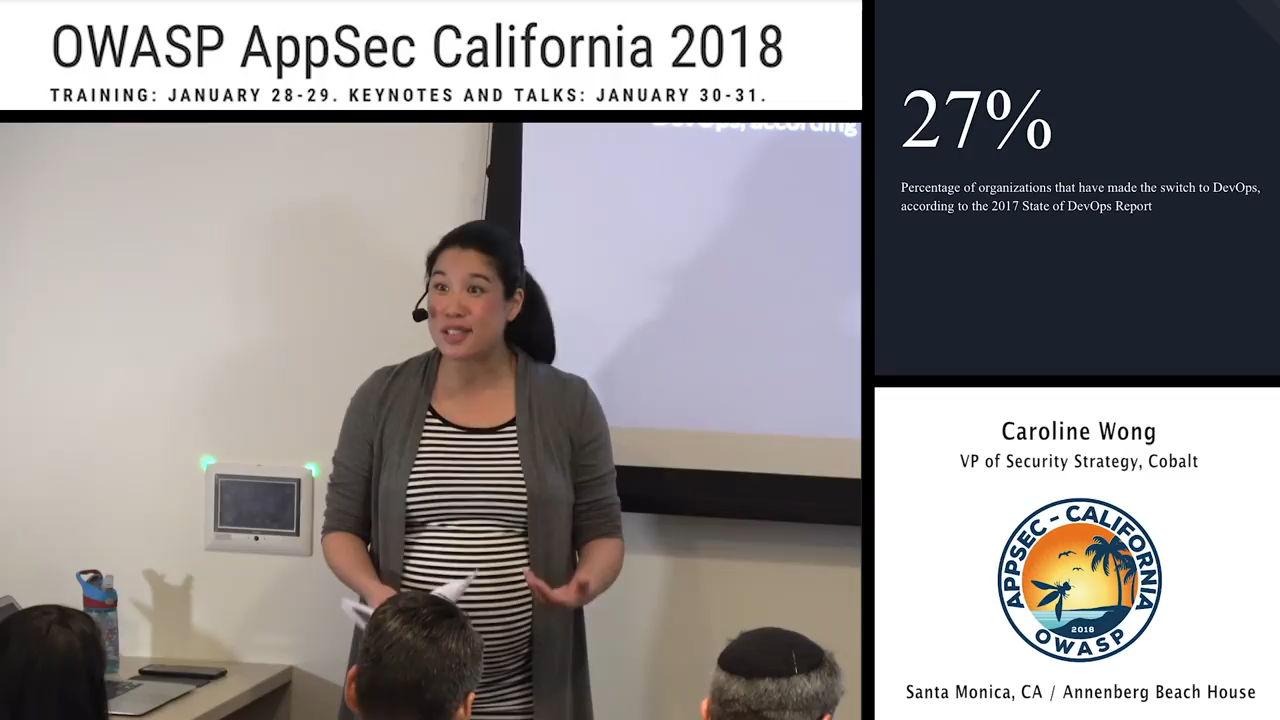 OWASP AppSec California 2018
TRAINING: JANUARY 28-29. KEYNOTES AND TALKS: JANUARY 30-31.
DevOps, according
27%
Percentage of organizations that have made the switch to DevOps,
according to the 2017 State of DevOps Report
Caroline Wong
VP of Security Strategy, Cobalt
APPSEC - CALIFORNIA
2018
OWASP
Santa Monica, CA / Annenberg Beach House